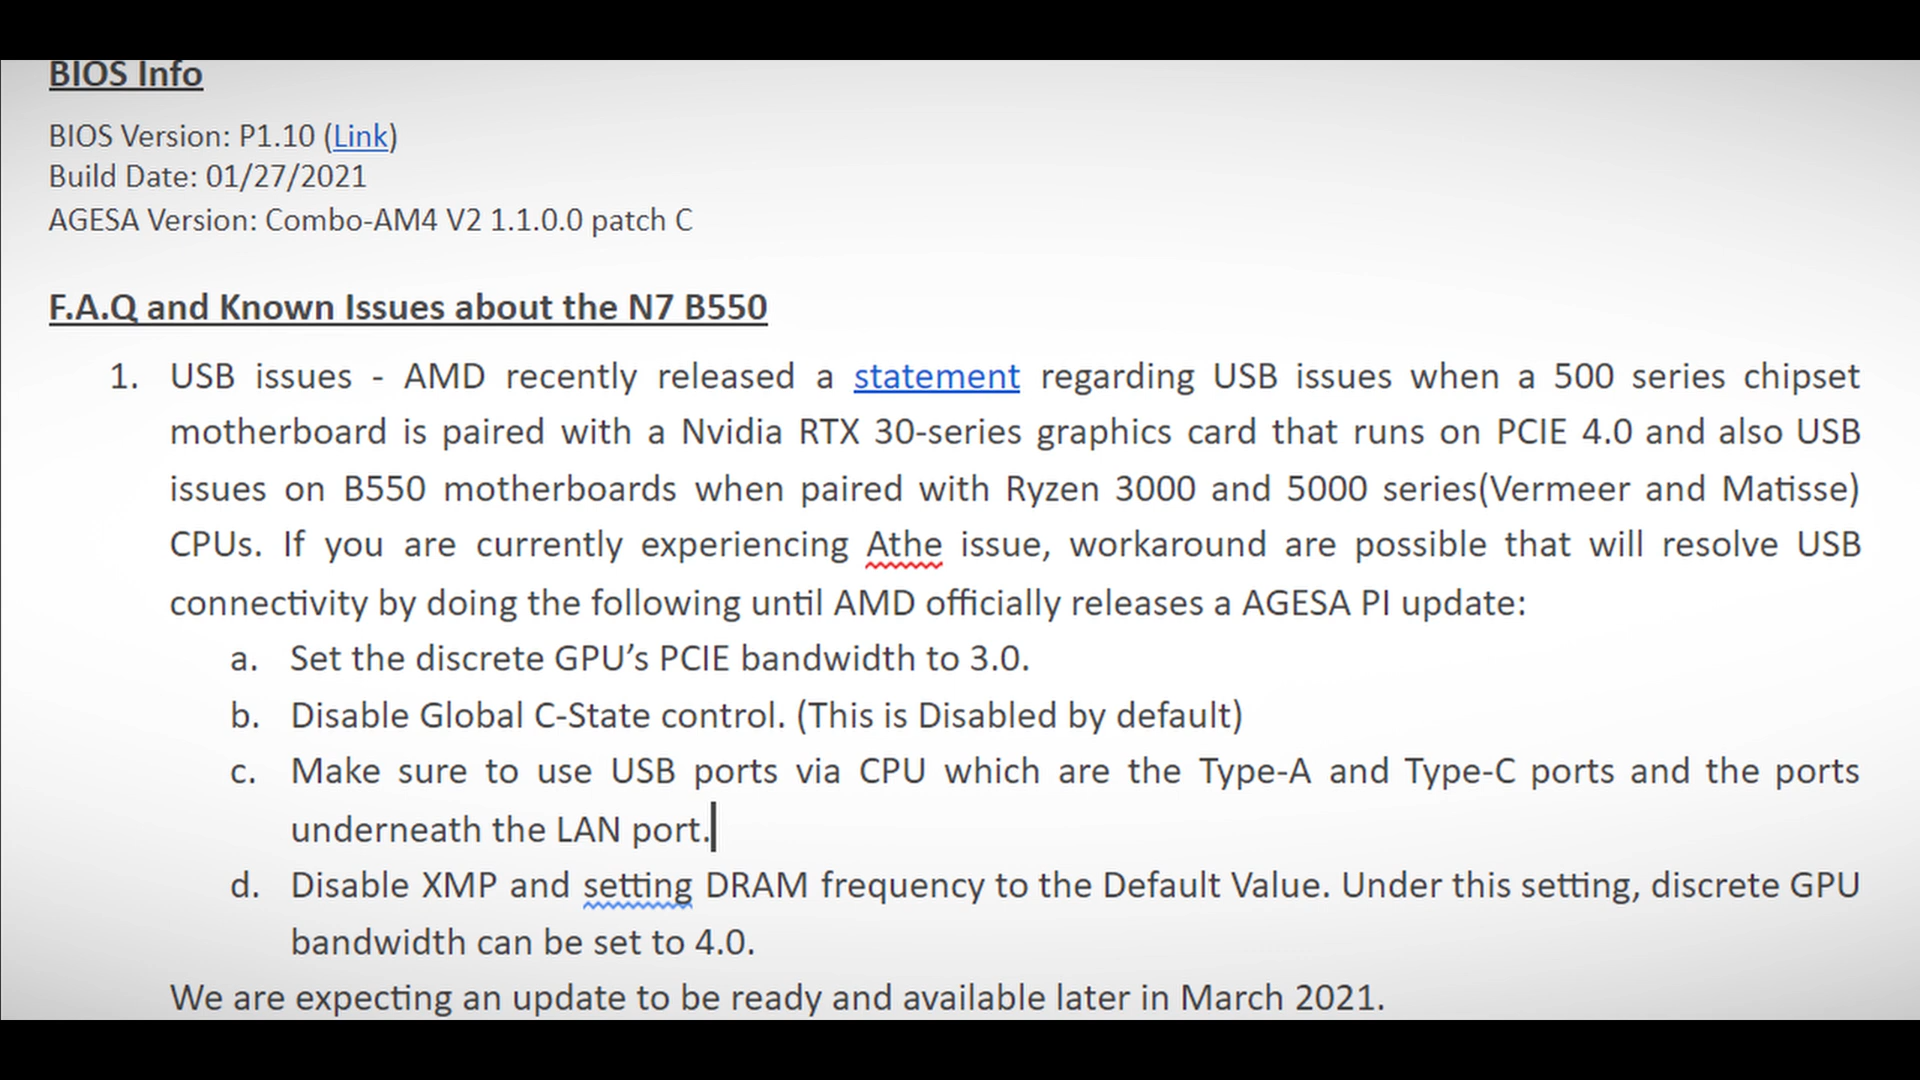 BIOS Info
BIOS Version: P1.10 (Link)
Build Date: 01/27/2021
AGESA Version: Combo-AM4 V2 1.1.0.0 patch C
F.A.Q and Known Issues about the N7 B550
1. USB issues - AMD recently released a statement regarding USB issues when a 500 series chipset
motherboard is paired with a Nvidia RTX 30-series graphics card that runs on PCIE 4.0 and also USB
issues on B550 motherboards when paired with Ryzen 3000 and 5000 series(Vermeer and Matisse)
CPUs. If you are currently experiencing Athe issue, workaround are possible that will resolve USB
connectivity by doing the following until AMD officially releases a AGESA PI update:
a. Set the discrete GPU’s PCIE bandwidth to 3.0.
b. Disable Global C-State control. (This is Disabled by default)
c. Make sure to use USB ports via CPU which are the Type-A and Type-C ports and the ports
underneath the LAN port.
d. Disable XMP and setting DRAM frequency to the Default Value. Under this setting, discrete GPU
bandwidth can be set to 4.0.
We are expecting an update to be ready and available later in March 2021.